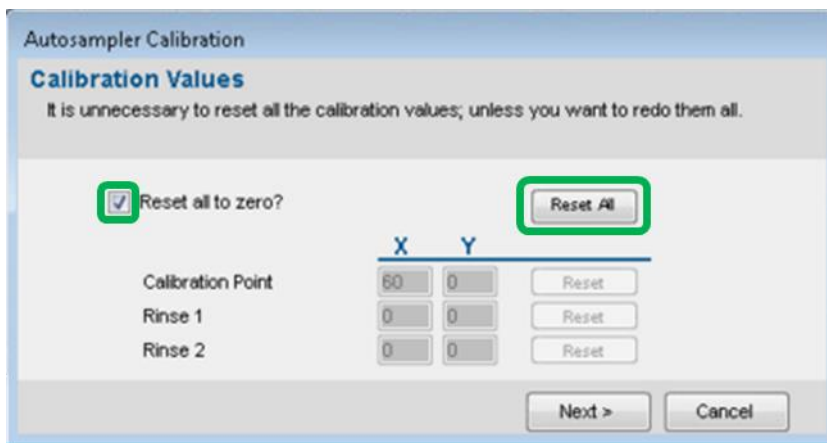 Autosampler Calibration
Calibration Values
It is unnecessary to reset all the calibration values; unless you want to redo them all.
Reset all to zero? Reset All
X Y
Calibration Point 60 0 Reset
Rinse 1 0 0 Reset
Rinse 2 0 0 Reset
Next > Cancel